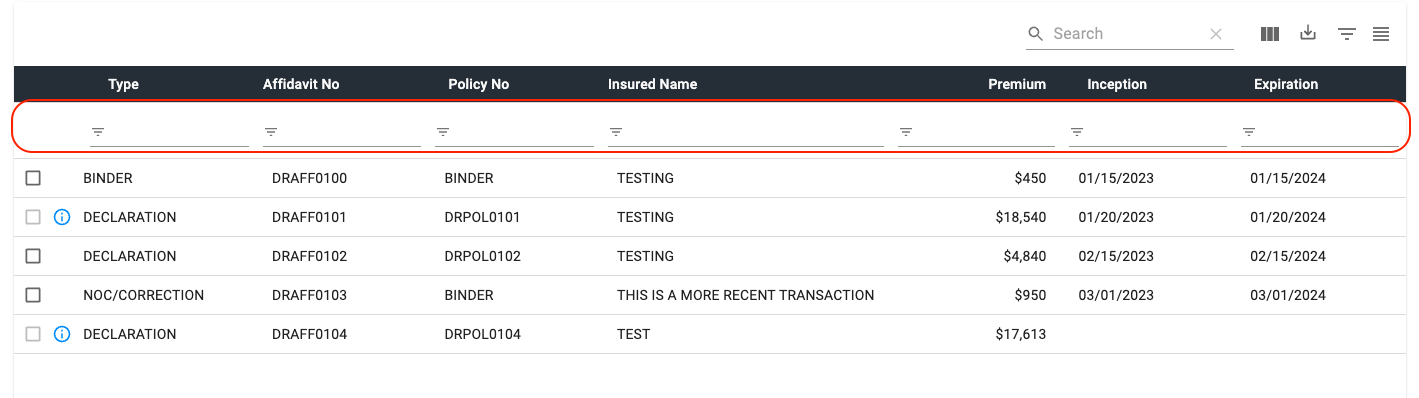 Search
Type Affidavit No Policy No Insured Name Premium Inception Expiration
BINDER DRAFF0100 BINDER TESTING $450 01/15/2023 01/15/2024
DECLARATION DRAFF0101 DRPOL0101 TESTING $18,540 01/20/2023 01/20/2024
DECLARATION DRAFF0102 DRPOL0102 TESTING $4,840 02/15/2023 02/15/2024
NOC/CORRECTION DRAFF0103 BINDER THIS IS A MORE RECENT TRANSACTION $950 03/01/2023 03/01/2024
DECLARATION DRAFF0104 DRPOL0104 TEST $17,613